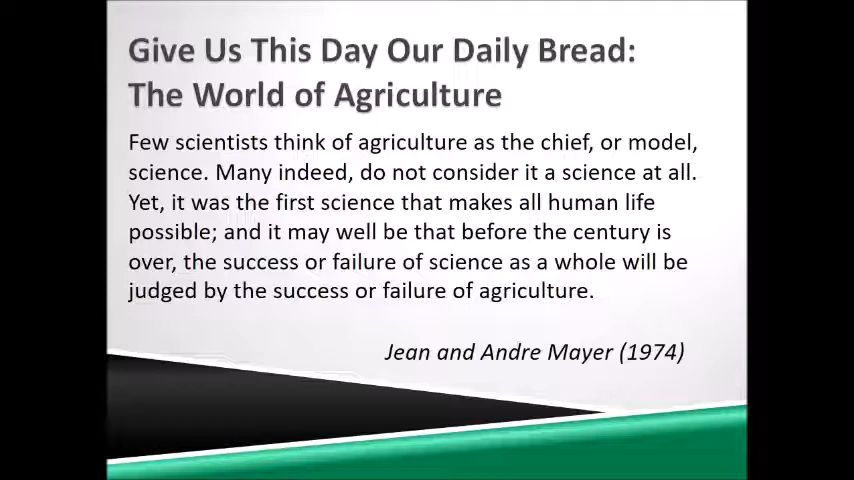 Give Us This Day Our Daily Bread:
The World of Agriculture
Few scientists think of agriculture as the chief, or model,
science. Many indeed, do not consider it a science at all.
Yet, it was the first science that makes all human life
possible; and it may well be that before the century is
over, the success or failure of science as a whole will be
judged by the success or failure of agriculture.
Jean and Andre Mayer (1974)